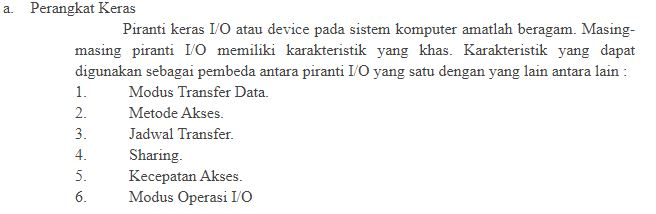 a. Perangkat Keras
Piranti keras I/O atau device pada sistem komputer amatlah beragam. Masing-
masing piranti I/O memiliki karakteristik yang khas. Karakteristik yang dapat
digunakan sebagai pembeda antara piranti I/O yang satu dengan yang lain antara lain :
1. Modus Transfer Data.
2. Metode Akses.
3. Jadwal Transfer.
4. Sharing.
5. Kecepatan Akses.
6. Modus Operasi I/O